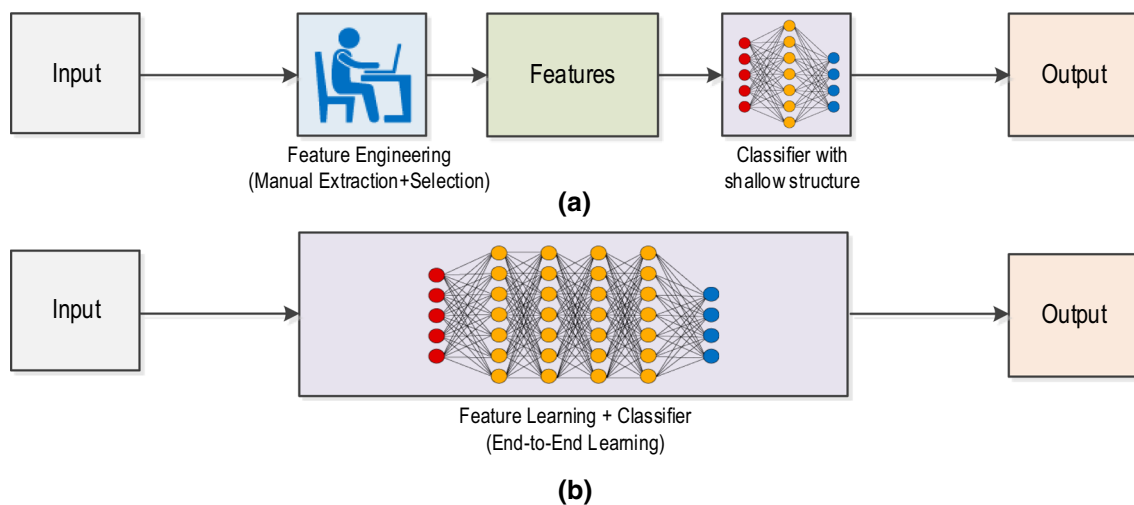 Input
Features
Output
Feature Engineering
(Manual Extraction+Selection)
Classifier with
shallow structure
(a)
Input
Output
Feature Learning + Classifier
(End-to-End Learning)
(b)